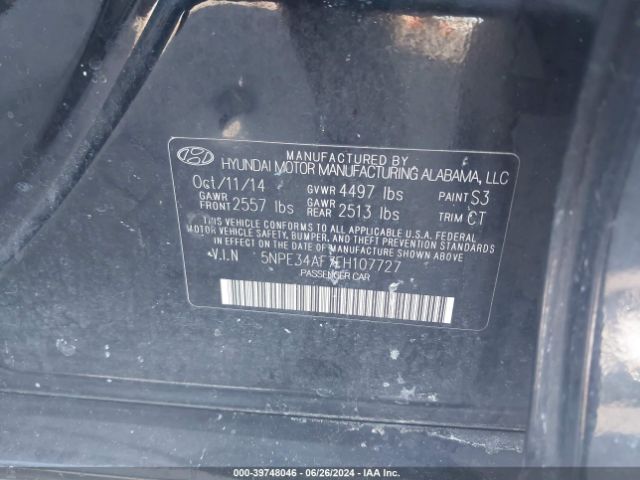 MANUFACTURED BY
HYUNDAI MOTOR MANUFACTURING ALABAMA, LLC
Oct/11/14 GVWR 4497 lbs PAINT S3
GAWR FRONT 2557 lbs GAWR REAR 2513 lbs TRIM CT
THIS VEHICLE CONFORMS TO ALL APPLICABLE U.S.A. FEDERAL
MOTOR VEHICLE SAFETY, BUMPER, AND THEFT PREVENTION STANDARDS
IN EFFECT ON THE DATE OF MANUFACTURE SHOWN ABOVE.
V.I.N 5NPE34AF7FH107727
PASSENGER CAR
000-39748046 - 06/26/2024 - IAA Inc.